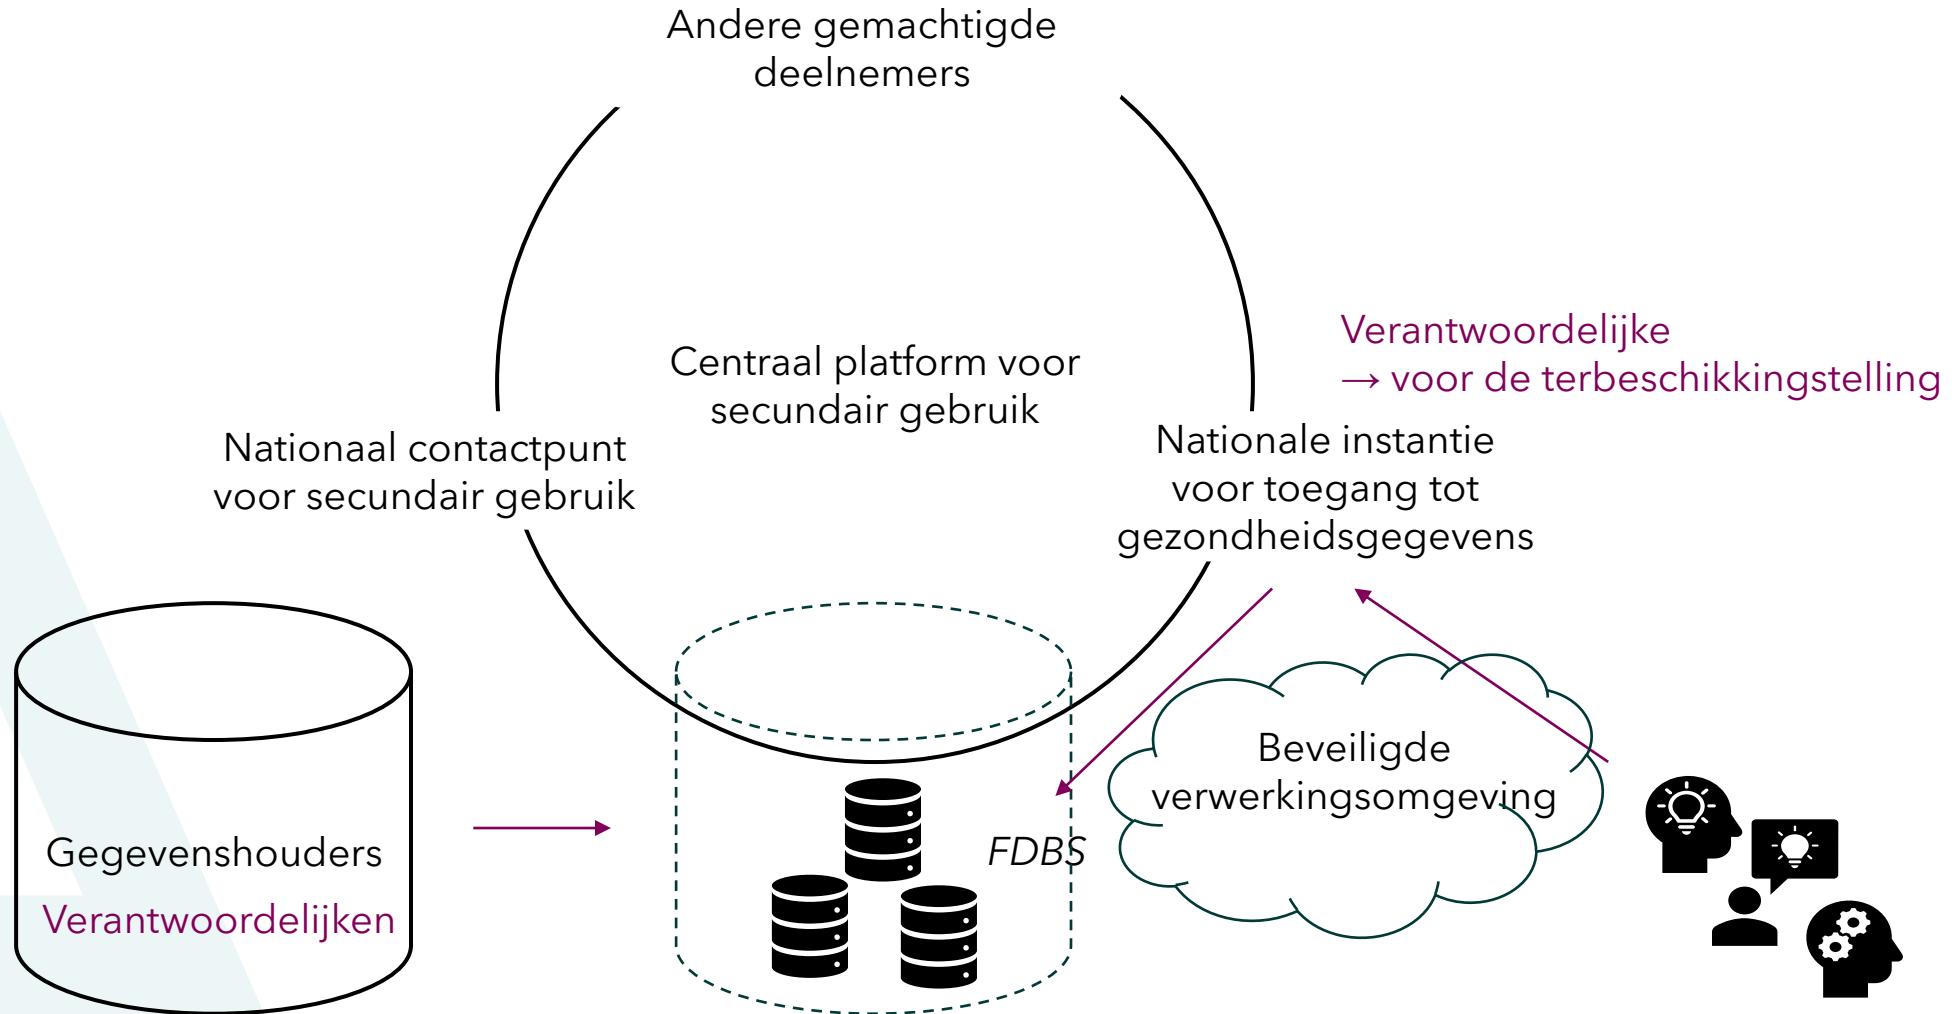 Andere gemachtigde
deelnemers
Centraal platform voor
secundair gebruik
Verantwoordelijke
→ voor de terbeschikkingstelling
Nationaal contactpunt
voor secundair gebruik
Nationale instantie
voor toegang tot
gezondheidsgegevens
Beveiligde
verwerkingsomgeving
Gegevenshouders
Verantwoordelijken
FDBS